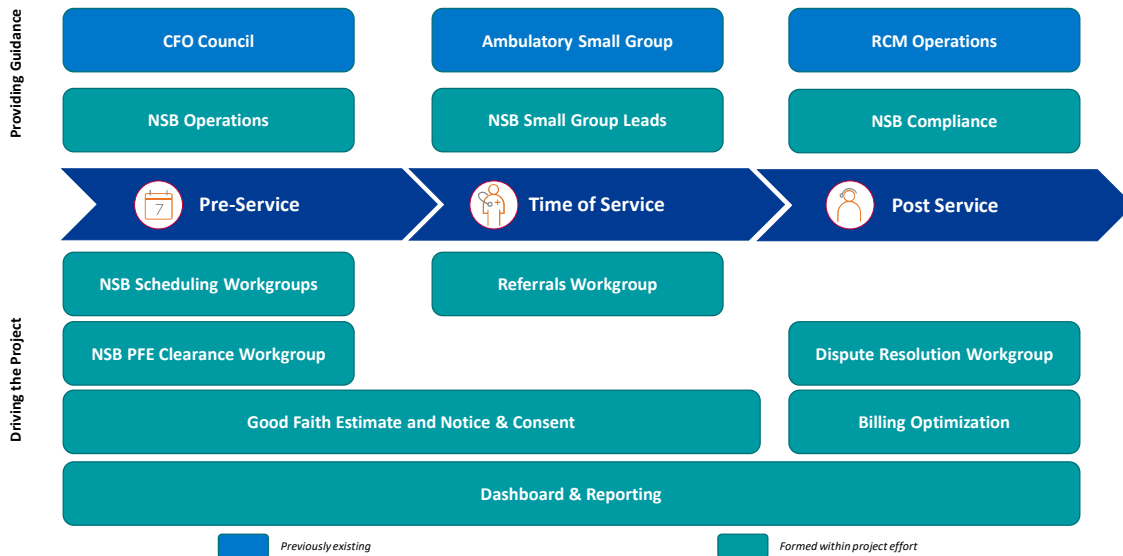 Providing Guidance
CFO Council
Ambulatory Small Group
RCM Operations
NSB Operations
NSB Small Group Leads
NSB Compliance
7
Pre-Service
Time of Service
Post Service
Driving the Project
NSB Scheduling Workgroups
Referrals Workgroup
NSB PFE Clearance Workgroup
Dispute Resolution Workgroup
Good Faith Estimate and Notice & Consent
Billing Optimization
Dashboard & Reporting
Previously existing
Formed within project effort